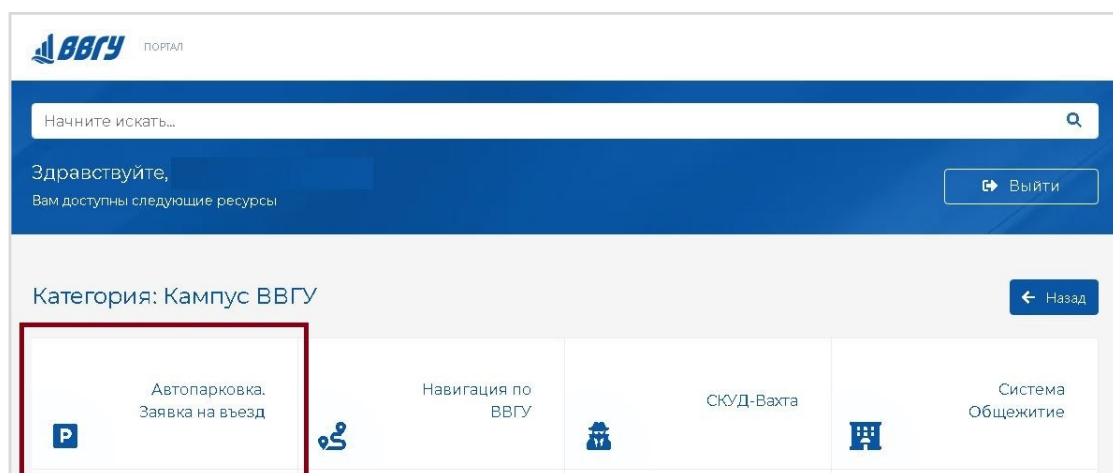 ВВГУ ПОРТАЛ
Начните искать...
Здравствуйте,
Вам доступны следующие ресурсы
Выйти
Категория: Кампус ВВГУ
Назад
Автопарковка.
Заявка на въезд
P
Навигация по
ВВГУ
СКУД-Вахта
Система
Общежитие